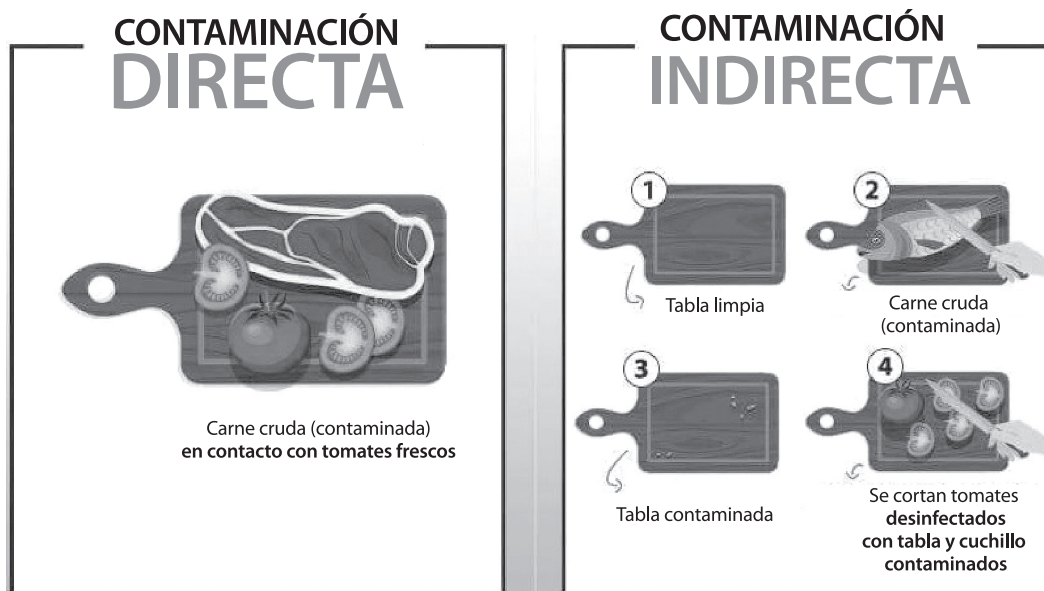 CONTAMINACIÓN
DIRECTA
Carne cruda (contaminada)
en contacto con tomates frescos
CONTAMINACIÓN
INDIRECTA
1
Tabla limpia
2
Carne cruda
(contaminada)
3
Tabla contaminada
4
Se cortan tomates
desinfectados
con tabla y cuchillo
contaminados